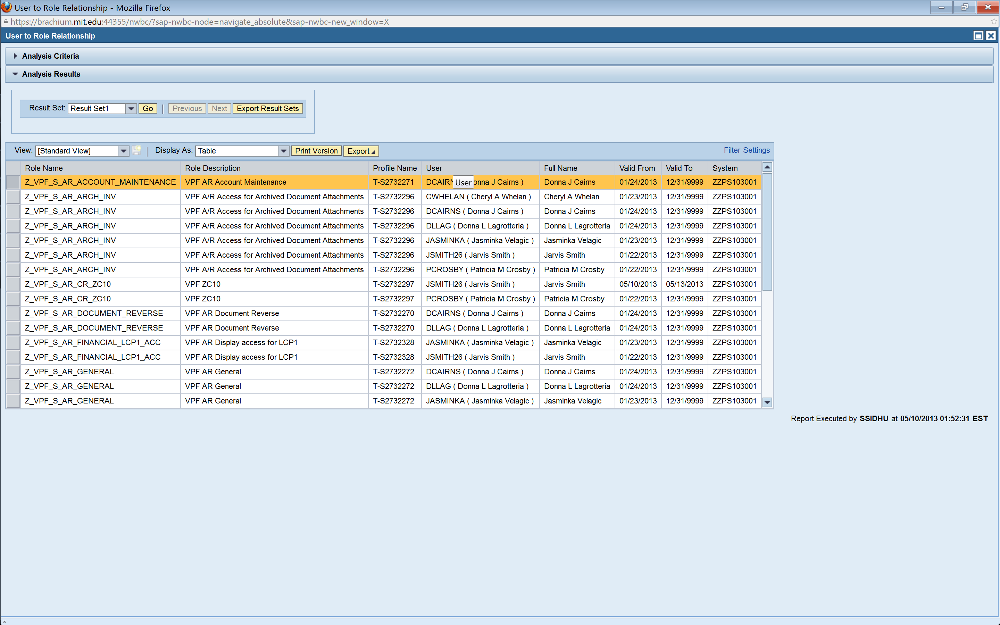 User to Role Relationship - Mozilla Firefox
https://brachium.mit.edu:44355/nwbc/?sap-nwbc-node=navigate_absolute&sap-nwbc-new_window=X
User to Role Relationship
Analysis Criteria
Analysis Results
Result Set: Result Set1 Go Previous Next Export Result Sets
View: [Standard View] Display As: Table Print Version Export Filter Settings
Role Name Role Description Profile Name User Full Name Valid From Valid To System
Z_VPF_S_AR_ACCOUNT_MAINTENANCE VPF AR Account Maintenance T-S2732271 DCAIRN User onna J Cairns ) Donna J Cairns 01/24/2013 12/31/9999 ZZPS103001
Z_VPF_S_AR_ARCH_INV VPF A/R Access for Archived Document Attachments T-S2732296 CWHELAN ( Cheryl A Whelan ) Cheryl A Whelan 01/23/2013 12/31/9999 ZZPS103001
Z_VPF_S_AR_ARCH_INV VPF A/R Access for Archived Document Attachments T-S2732296 DCAIRNS ( Donna J Cairns ) Donna J Cairns 01/24/2013 12/31/9999 ZZPS103001
Z_VPF_S_AR_ARCH_INV VPF A/R Access for Archived Document Attachments T-S2732296 DLLAG ( Donna L Lagrotteria ) Donna L Lagrotteria 01/24/2013 12/31/9999 ZZPS103001
Z_VPF_S_AR_ARCH_INV VPF A/R Access for Archived Document Attachments T-S2732296 JASMINKA ( Jasminka Velagic ) Jasminka Velagic 01/23/2013 12/31/9999 ZZPS103001
Z_VPF_S_AR_ARCH_INV VPF A/R Access for Archived Document Attachments T-S2732296 JSMITH26 ( Jarvis Smith ) Jarvis Smith 01/22/2013 12/31/9999 ZZPS103001
Z_VPF_S_AR_ARCH_INV VPF A/R Access for Archived Document Attachments T-S2732296 PCROSBY ( Patricia M Crosby ) Patricia M Crosby 01/22/2013 12/31/9999 ZZPS103001
Z_VPF_S_AR_CR_ZC10 VPF ZC10 T-S2732297 JSMITH26 ( Jarvis Smith ) Jarvis Smith 05/10/2013 05/13/2013 ZZPS103001
Z_VPF_S_AR_CR_ZC10 VPF ZC10 T-S2732297 PCROSBY ( Patricia M Crosby ) Patricia M Crosby 01/22/2013 12/31/9999 ZZPS103001
Z_VPF_S_AR_DOCUMENT_REVERSE VPF AR Document Reverse T-S2732270 DCAIRNS ( Donna J Cairns ) Donna J Cairns 01/24/2013 12/31/9999 ZZPS103001
Z_VPF_S_AR_DOCUMENT_REVERSE VPF AR Document Reverse T-S2732270 DLLAG ( Donna L Lagrotteria ) Donna L Lagrotteria 01/24/2013 12/31/9999 ZZPS103001
Z_VPF_S_AR_FINANCIAL_LCP1_ACC VPF AR Display access for LCP1 T-S2732328 JASMINKA ( Jasminka Velagic ) Jasminka Velagic 01/23/2013 12/31/9999 ZZPS103001
Z_VPF_S_AR_FINANCIAL_LCP1_ACC VPF AR Display access for LCP1 T-S2732328 JSMITH26 ( Jarvis Smith ) Jarvis Smith 01/22/2013 12/31/9999 ZZPS103001
Z_VPF_S_AR_GENERAL VPF AR General T-S2732272 DCAIRNS ( Donna J Cairns ) Donna J Cairns 01/24/2013 12/31/9999 ZZPS103001
Z_VPF_S_AR_GENERAL VPF AR General T-S2732272 DLLAG ( Donna L Lagrotteria ) Donna L Lagrotteria 01/24/2013 12/31/9999 ZZPS103001
Z_VPF_S_AR_GENERAL VPF AR General T-S2732272 JASMINKA ( Jasminka Velagic ) Jasminka Velagic 01/23/2013 12/31/9999 ZZPS103001
Report Executed by SSIDHU at 05/10/2013 01:52:31 EST